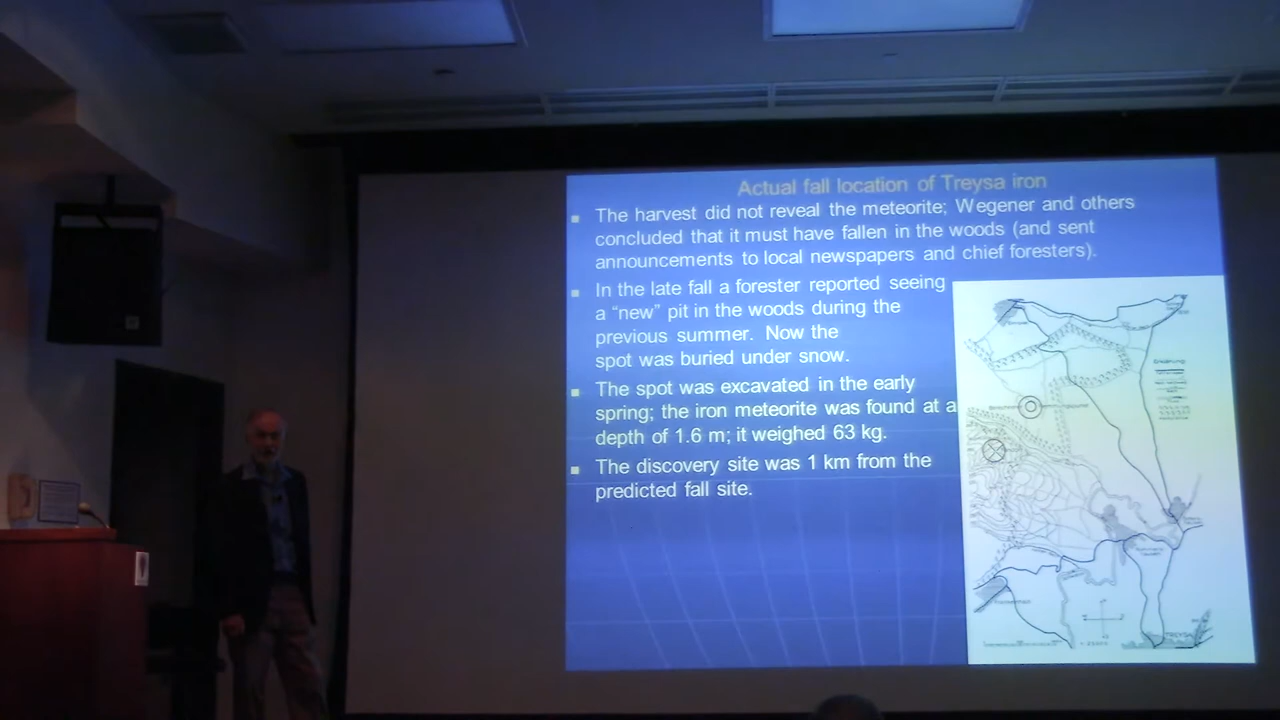 Actual fall location of Treysa iron
The harvest did not reveal the meteorite; Wegener and others
concluded that it must have fallen in the woods (and sent
announcements to local newspapers and chief foresters).
In the late fall a forester reported seeing
a “new” pit in the woods during the
previous summer. Now the
spot was buried under snow.
The spot was excavated in the early
spring; the iron meteorite was found at a
depth of 1.6 m; it weighed 63 kg.
The discovery site was 1 km from the
predicted fall site.
TREYSA